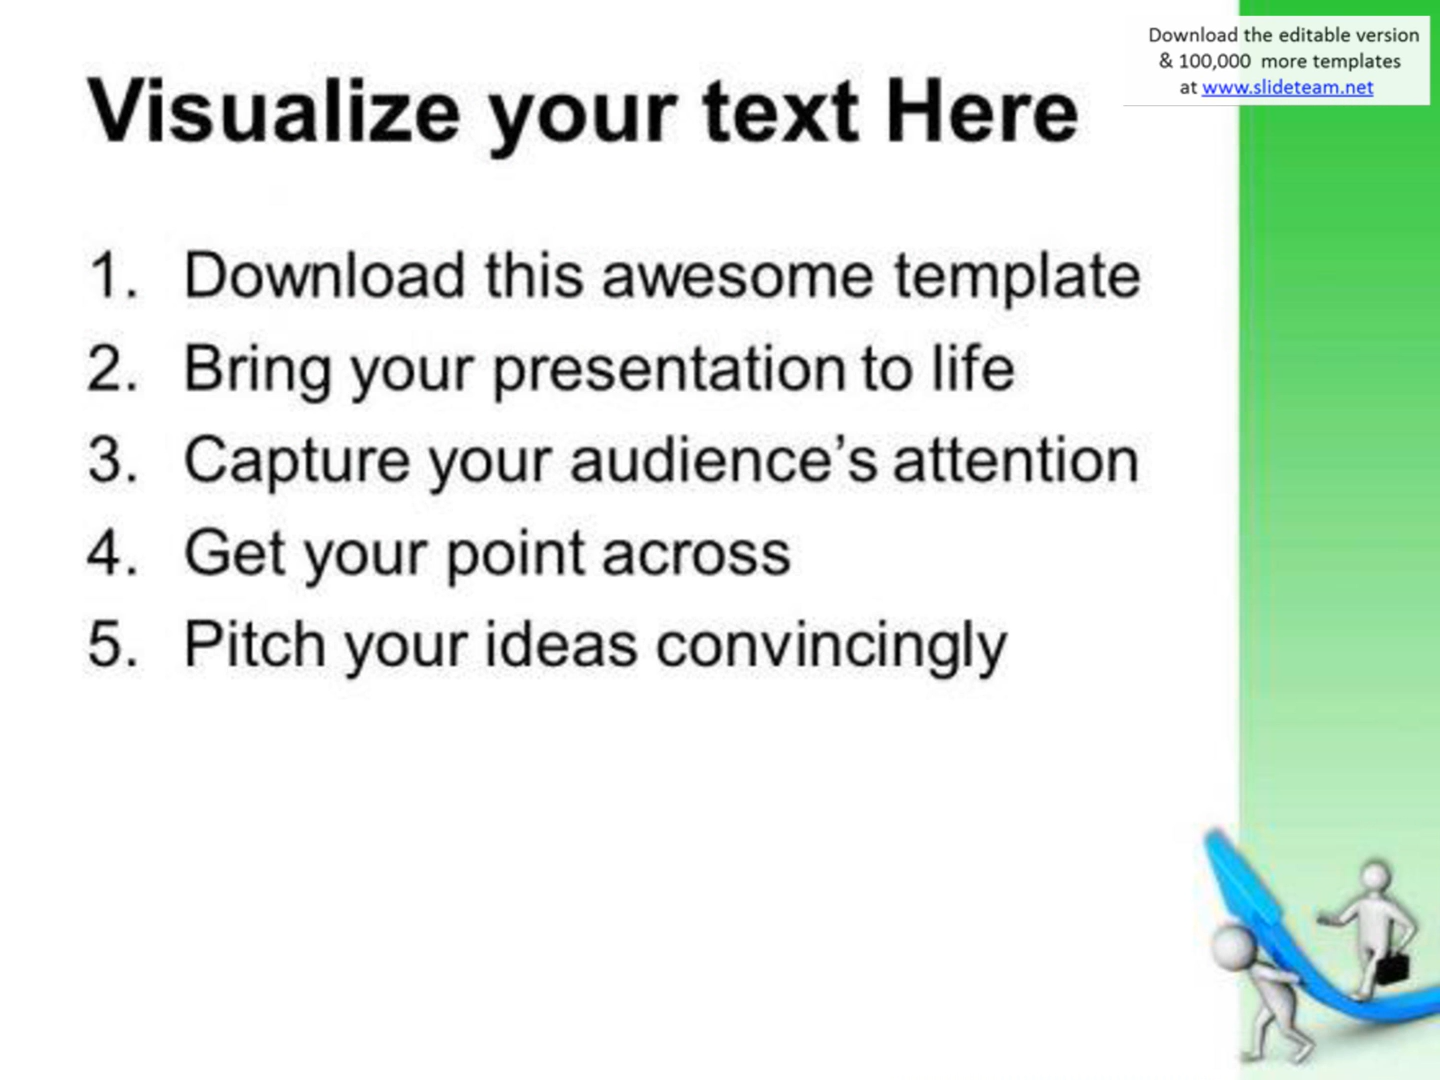 Download the editable version
& 100,000 more templates
at www.slideteam.net
Visualize your text Here
1. Download this awesome template
2. Bring your presentation to life
3. Capture your audience’s attention
4. Get your point across
5. Pitch your ideas convincingly